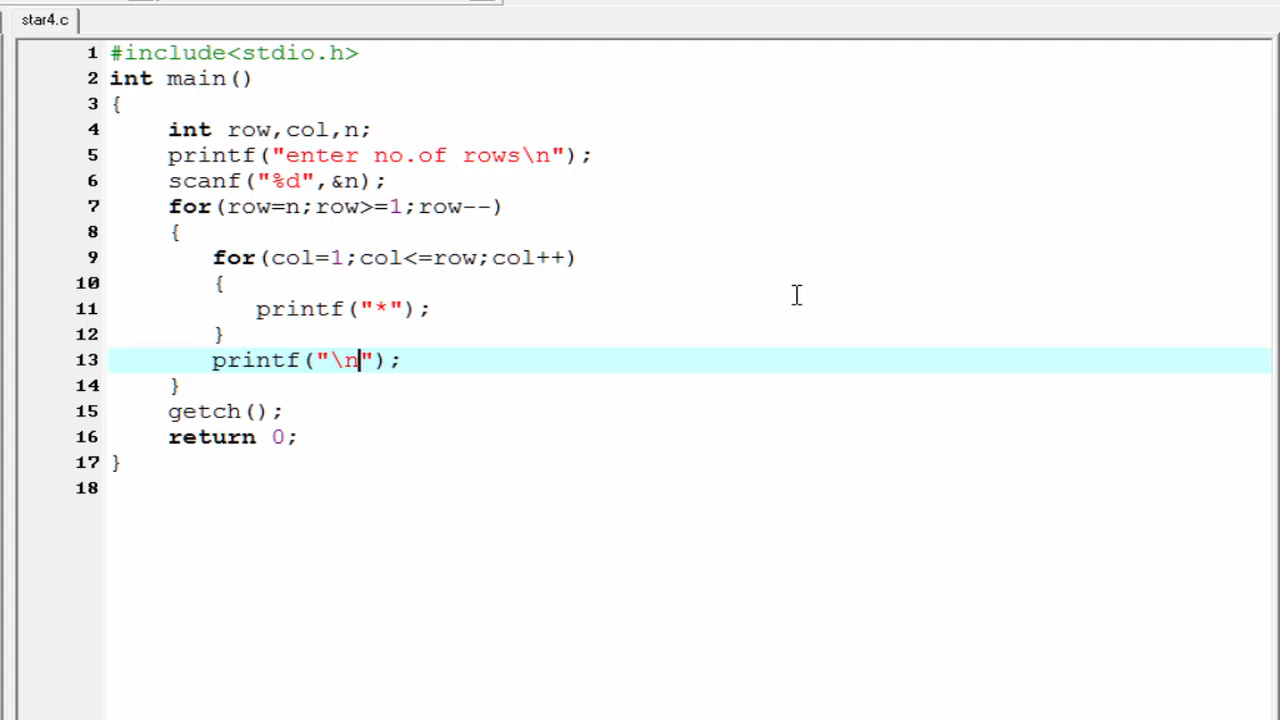 star4.c
1 #include<stdio.h>
2 int main()
3 {
4 int row,col,n;
5 printf("enter no.of rows\n");
6 scanf("%d",&n);
7 for(row=n;row>=1;row--)
8 {
9 for(col=1;col<=row;col++)
10 {
11 printf("*");
12 }
13 printf("\n");
14 }
15 getch();
16 return 0;
17 }
18